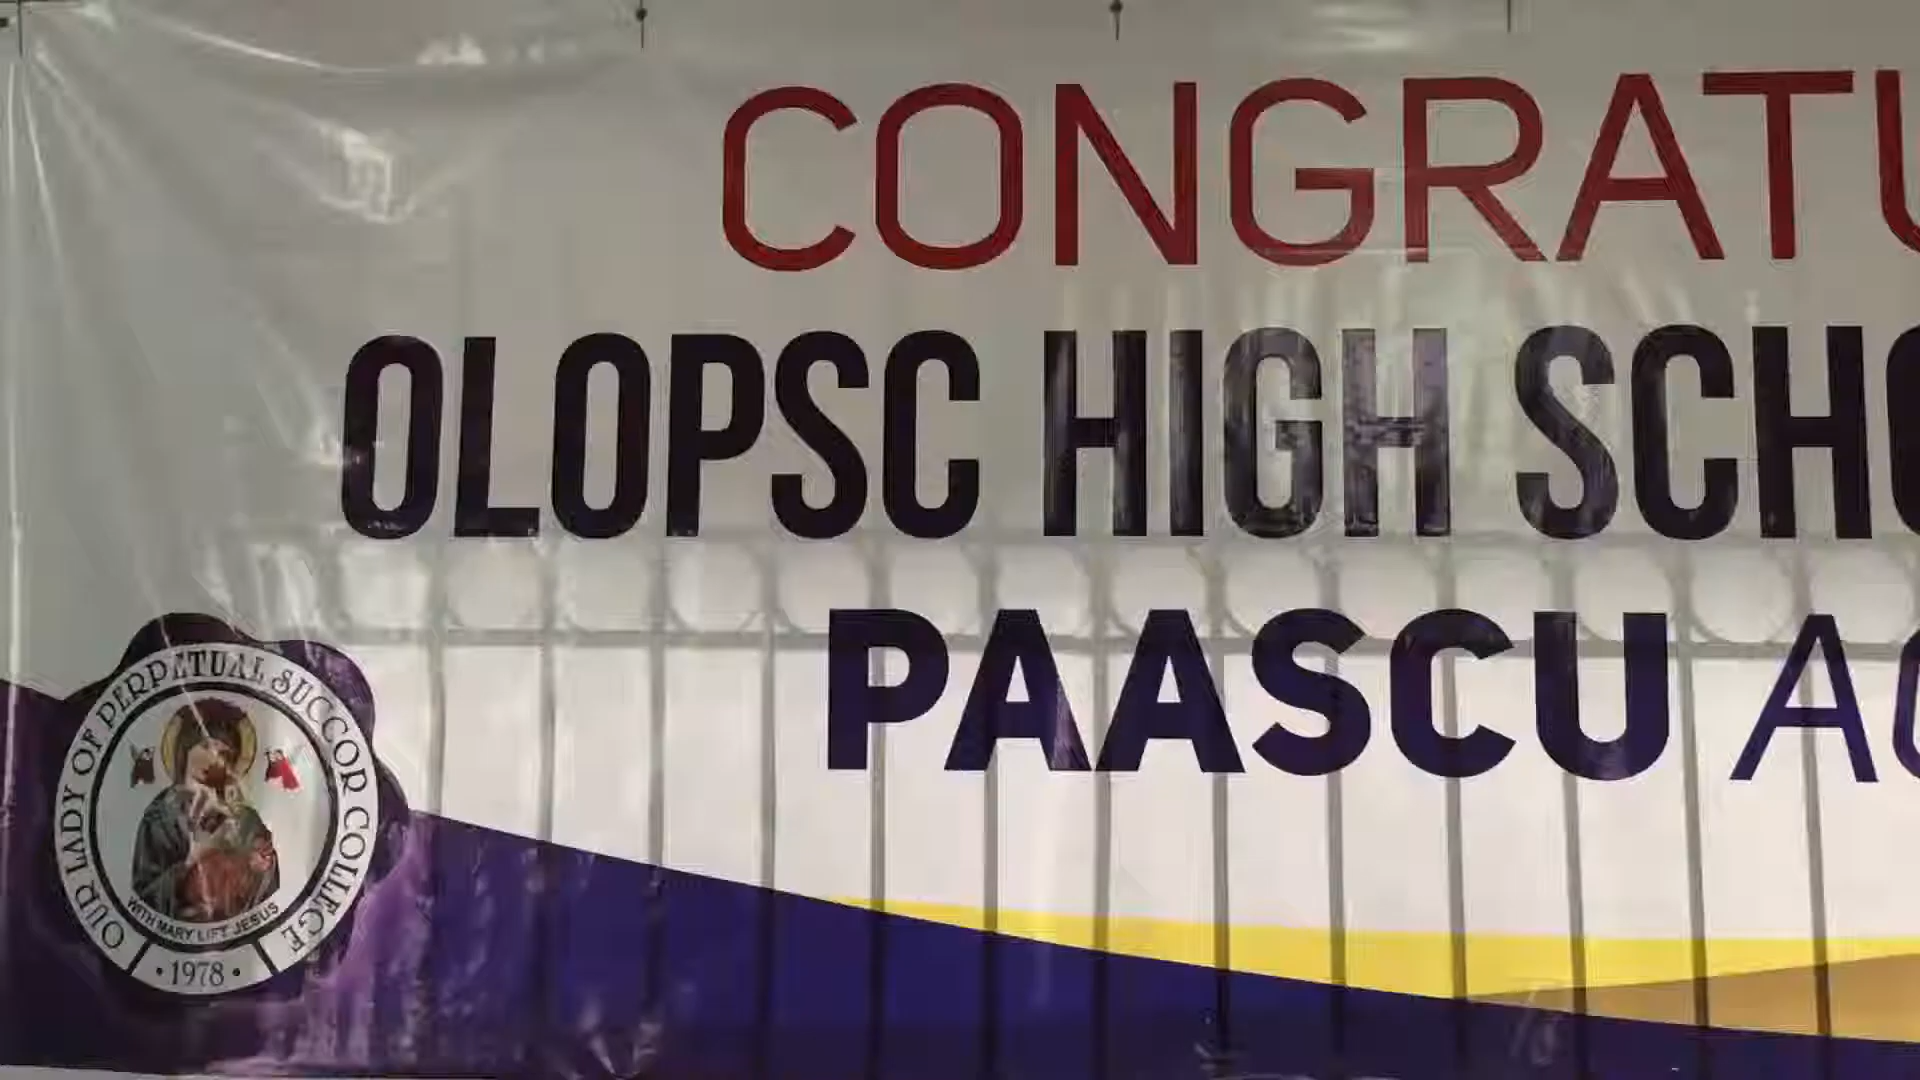 CONGRATU
OLOPSC HIGH SCHO
PAASCU AC
OUR LADY OF PERPETUAL SUCCOR COLLEGE
WITH MARY LIFT JESUS
• 1978 •